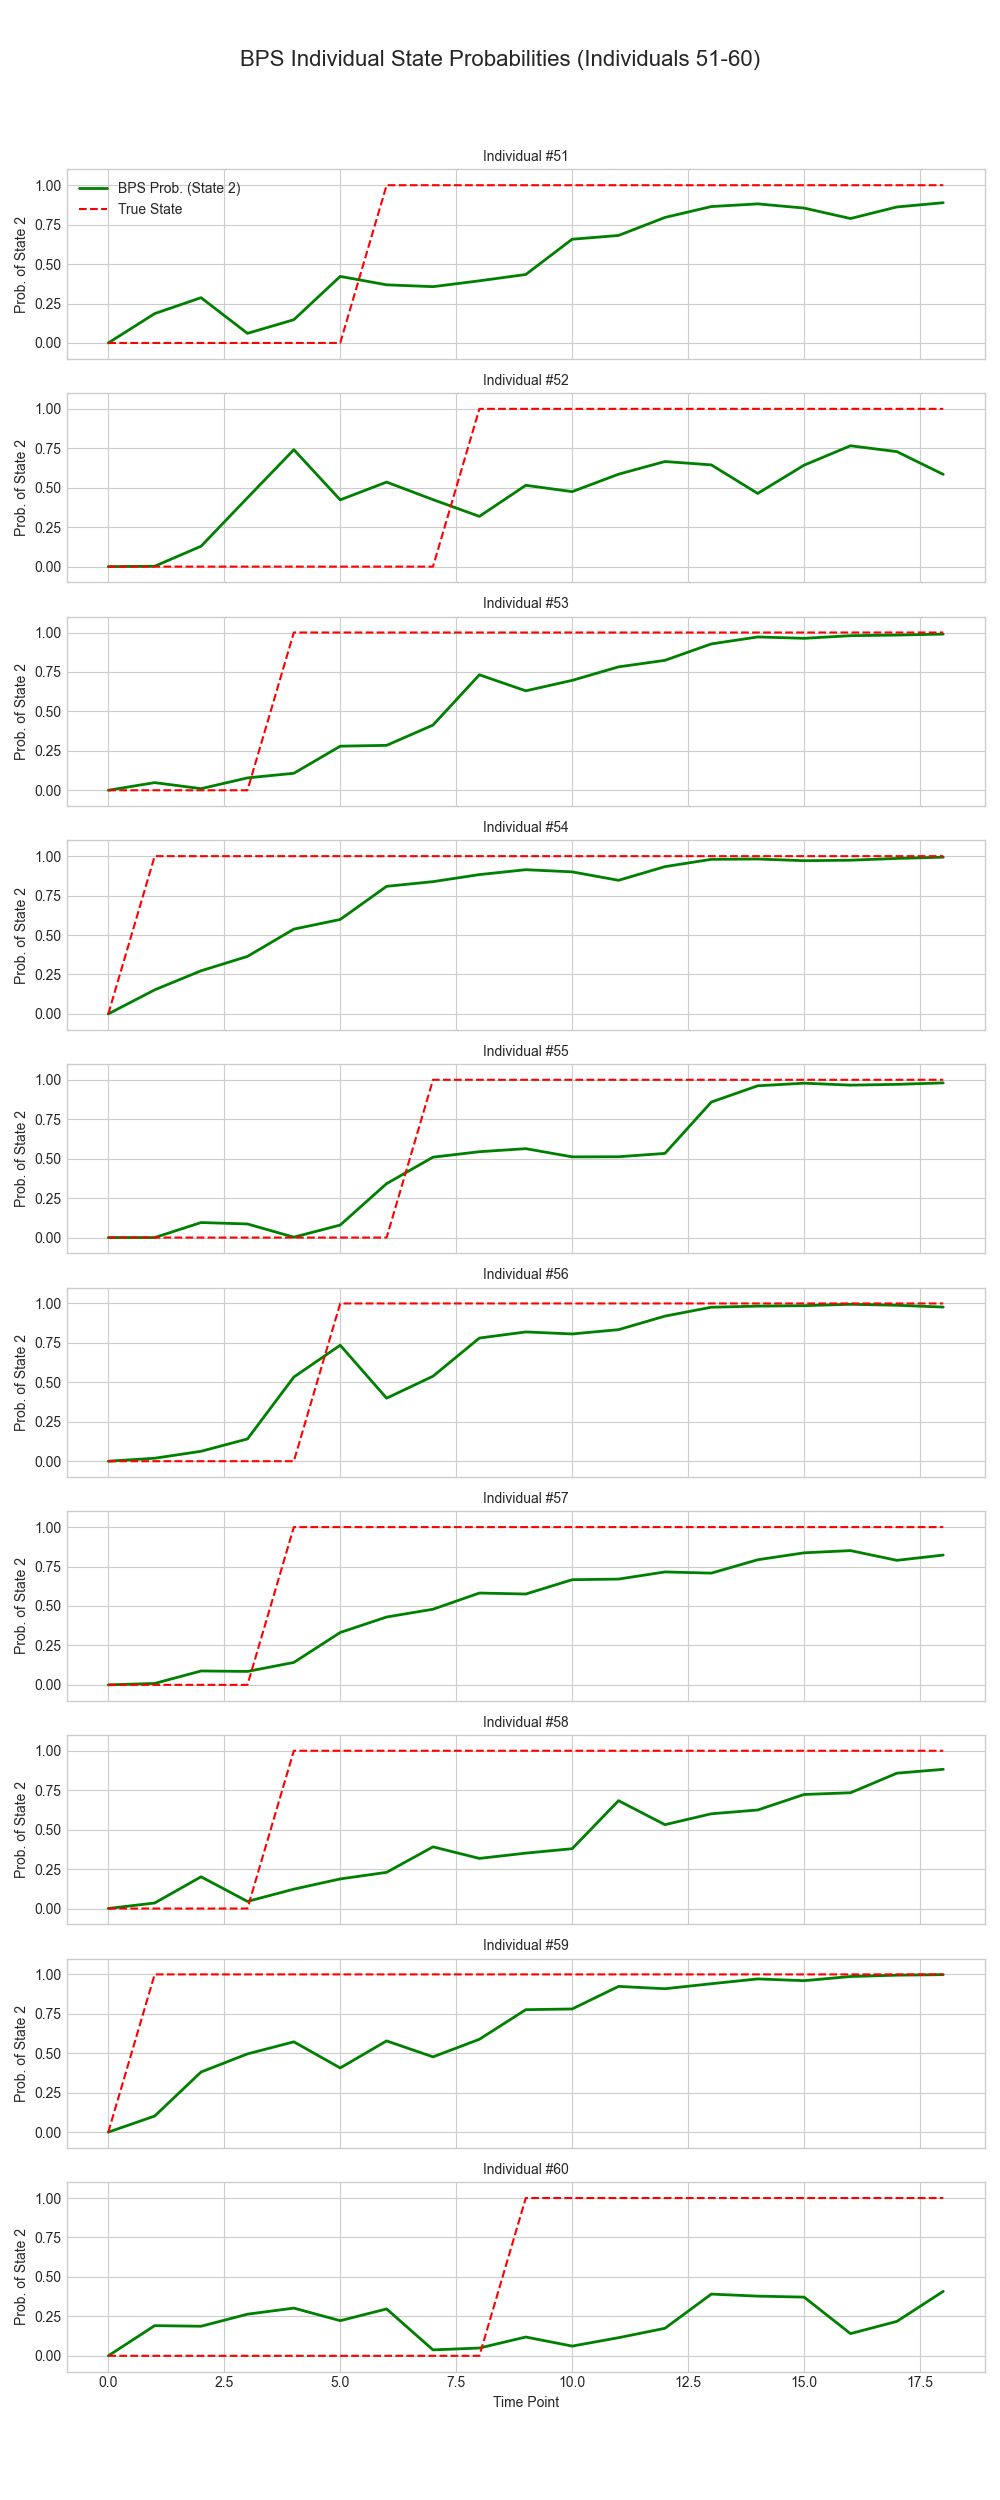 BPS Individual State Probabilities (Individuals 51-60)
Individual #51
BPS Prob. (State 2)
True State
1.00
0.75
0.50
0.25
0.00
Prob. of State 2
Individual #52
1.00
0.75
0.50
0.25
0.00
Prob. of State 2
Individual #53
1.00
0.75
0.50
0.25
0.00
Prob. of State 2
Individual #54
1.00
0.75
0.50
0.25
0.00
Prob. of State 2
Individual #55
1.00
0.75
0.50
0.25
0.00
Prob. of State 2
Individual #56
1.00
0.75
0.50
0.25
0.00
Prob. of State 2
Individual #57
1.00
0.75
0.50
0.25
0.00
Prob. of State 2
Individual #58
1.00
0.75
0.50
0.25
0.00
Prob. of State 2
Individual #59
1.00
0.75
0.50
0.25
0.00
Prob. of State 2
Individual #60
1.00
0.75
0.50
0.25
0.00
Prob. of State 2
0.0 2.5 5.0 7.5 10.0 12.5 15.0 17.5
Time Point